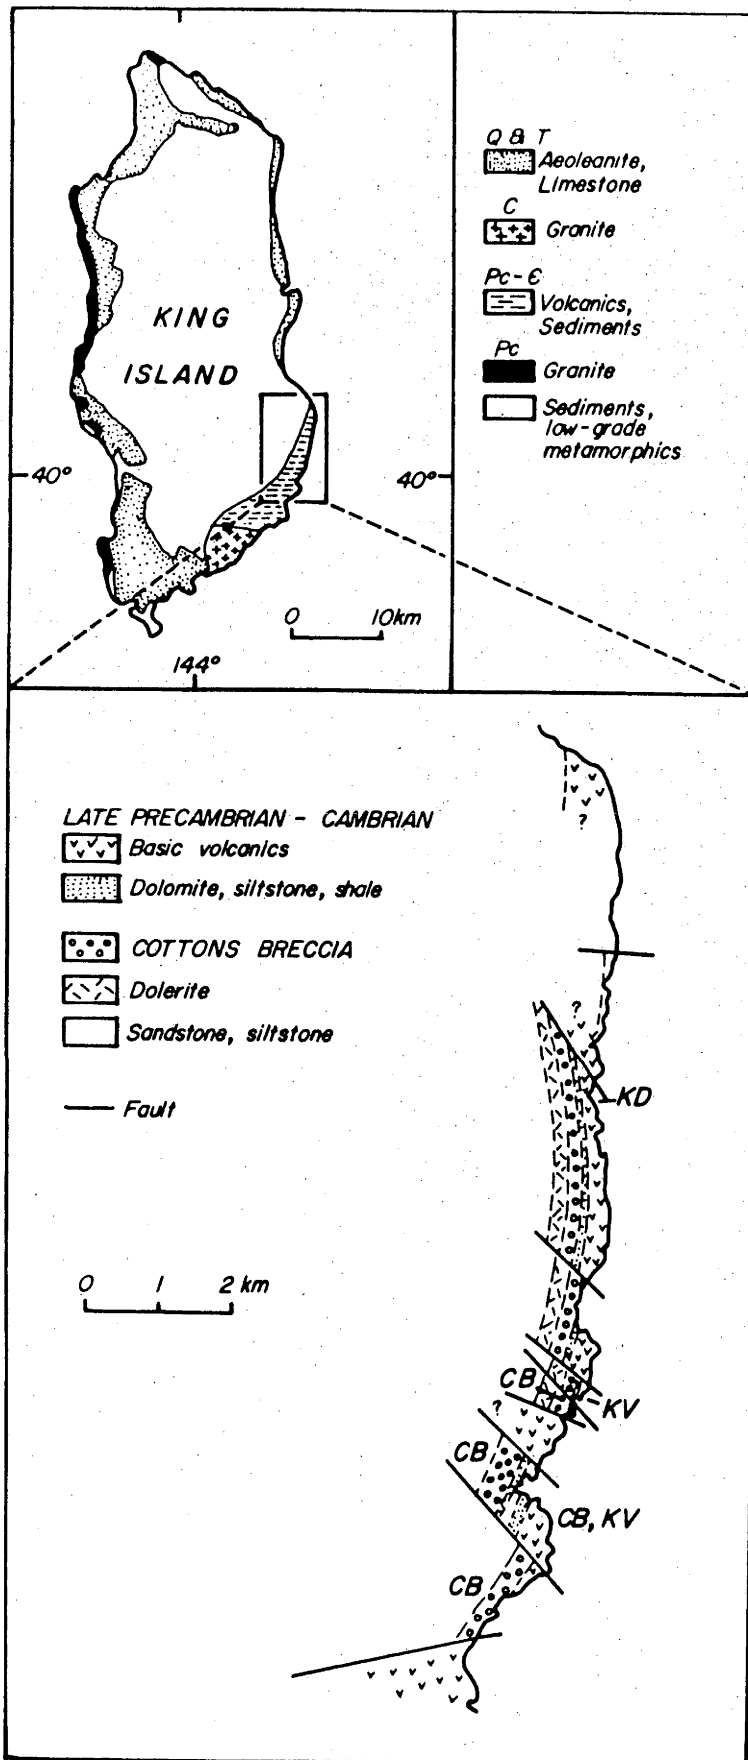 KING
ISLAND
40°
40°
0 10km
144°
Q & T
Aeoleanite,
Limestone
C
Granite
Pc-Є
Volcanics,
Sediments
Pc
Granite
Sediments,
low-grade
metamorphics
LATE PRECAMBRIAN - CAMBRIAN
Basic volcanics
Dolomite, siltstone, shale
COTTONS BRECCIA
Dolerite
Sandstone, siltstone
Fault
0 1 2 km
?
?
KD
CB
KV
?
CB
CB, KV
CB